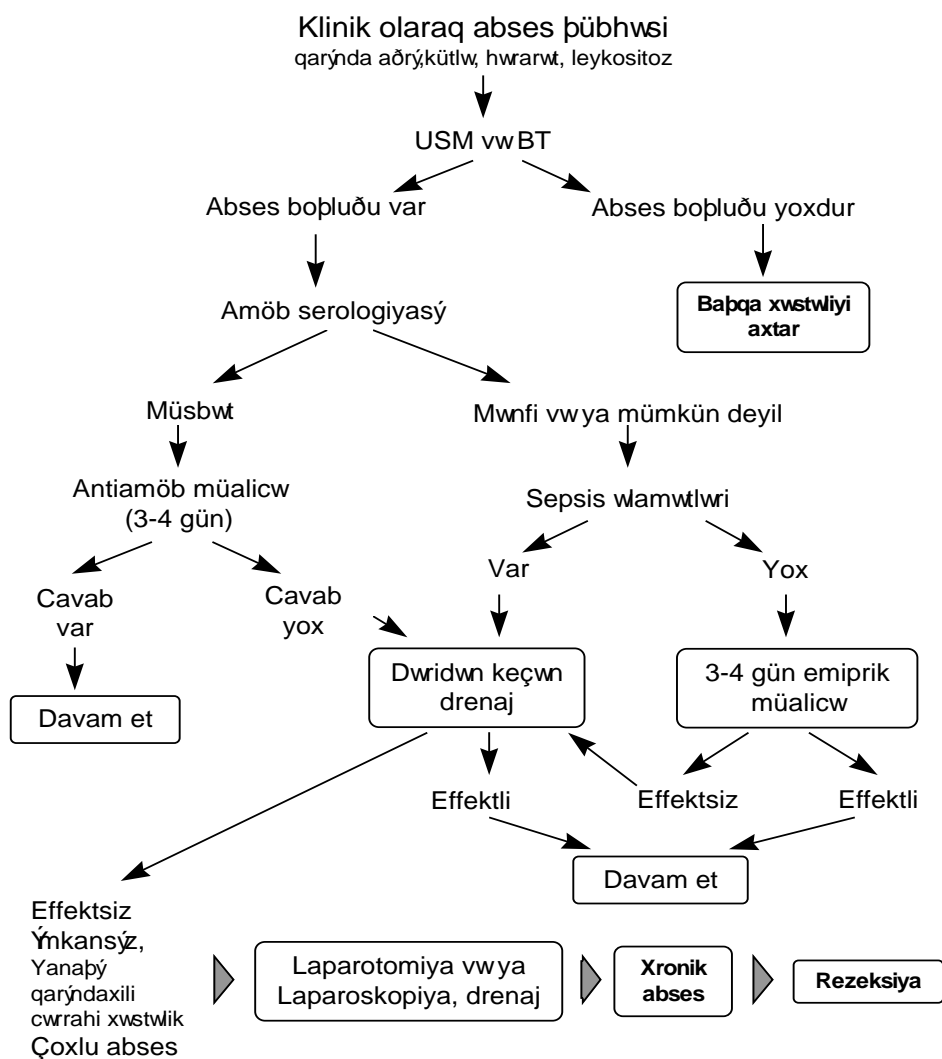 Klinik olaraq abses þübhwsi
qarýnda aðrý,kütlw, hwrarwt, leykositoz
USM vw BT
Abses boþluðu var
Abses boþluðu yoxdur
Amöb serologiyasý
Baþqa xwstwliyi
axtar
Müsbwt
Mwnfi vw ya mümkün deyil
Antiamöb müalicw
(3-4 gün)
Sepsis wlamwtlwri
Var
Yox
Cavab
var
Cavab
yox
Dwridwn keçwn
drenaj
3-4 gün emiprik
müalicw
Davam et
Effektli
Effektsiz
Effektli
Davam et
Effektsiz
Ýmkansýz,
Yanaþý
qarýndaxili
cwrrahi xwstwlik
Çoxlu abses
Laparotomiya vw ya
Laparoskopiya, drenaj
Xronik
abses
Rezeksiya